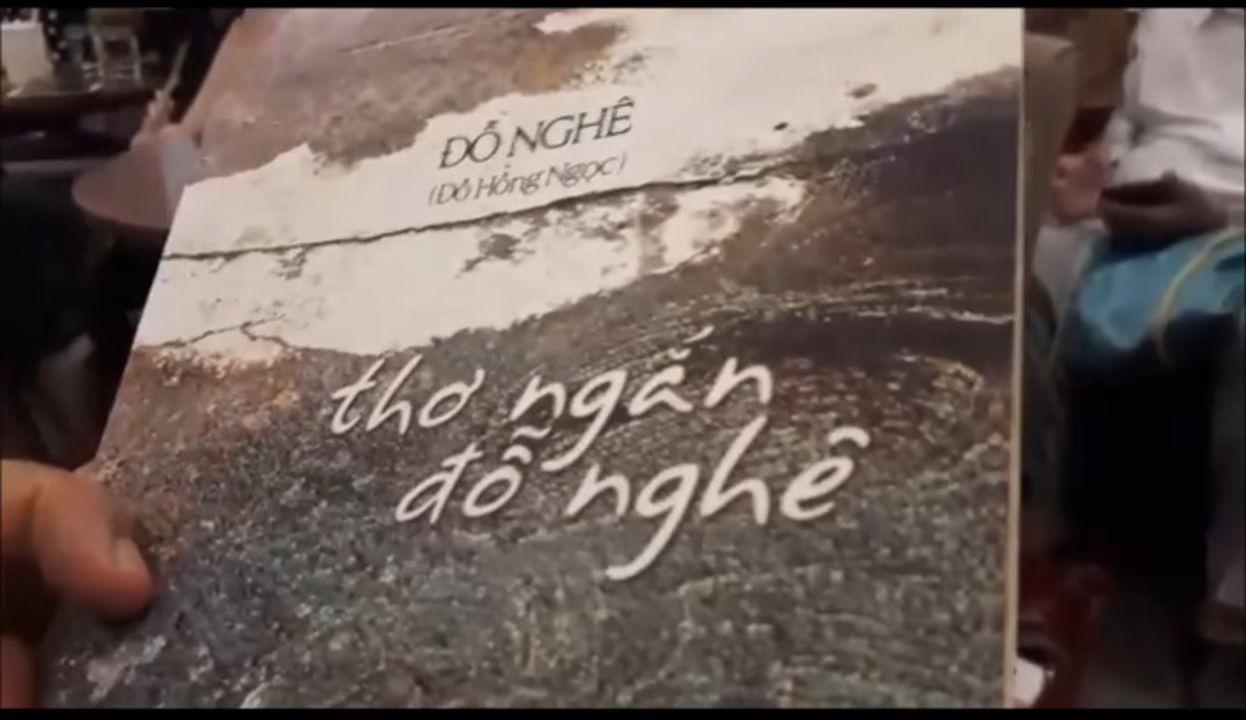 ĐỖ NGHÊ
(Đỗ Hồng Ngọc)
thơ ngắn
đỗ nghê